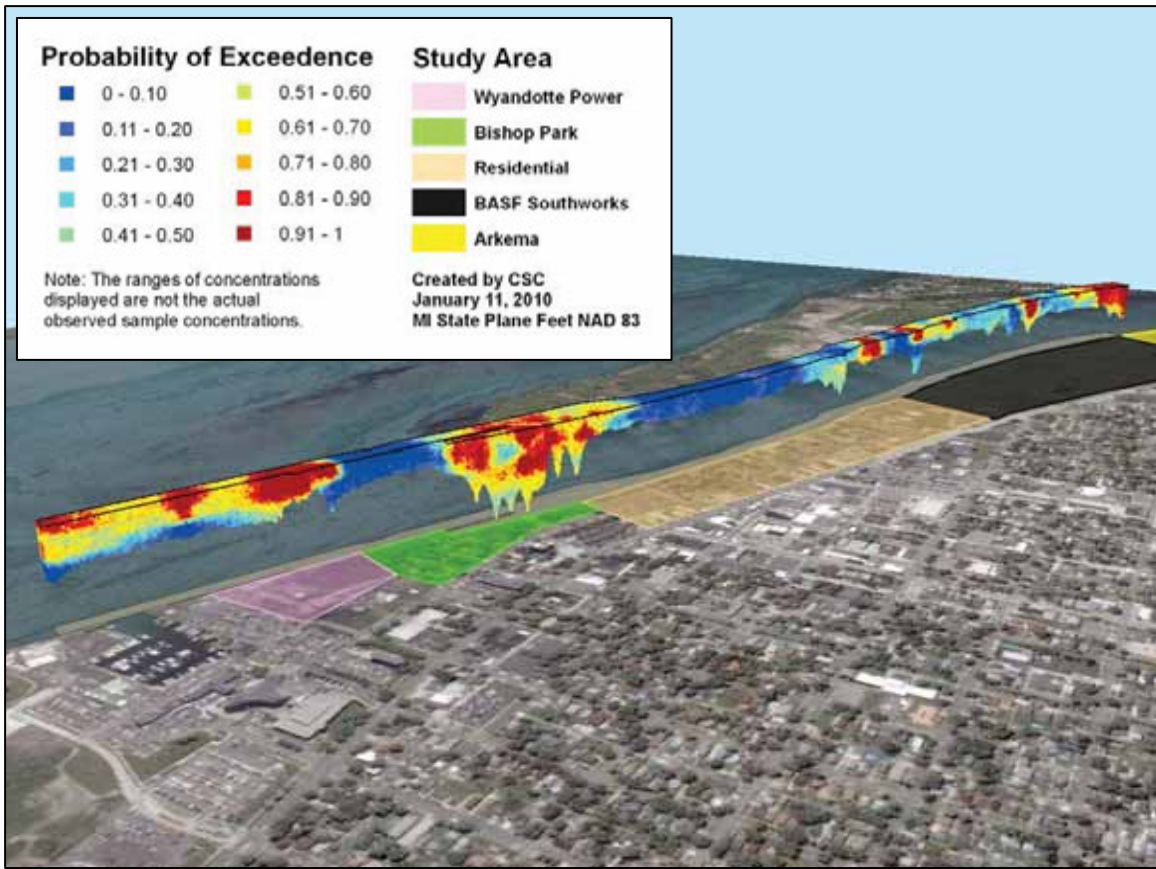 Probability of Exceedence
0 - 0.10
0.11 - 0.20
0.21 - 0.30
0.31 - 0.40
0.41 - 0.50
0.51 - 0.60
0.61 - 0.70
0.71 - 0.80
0.81 - 0.90
0.91 - 1
Note: The ranges of concentrations
displayed are not the actual
observed sample concentrations.
Study Area
Wyandotte Power
Bishop Park
Residential
BASF Southworks
Arkema
Created by CSC
January 11, 2010
MI State Plane Feet NAD 83